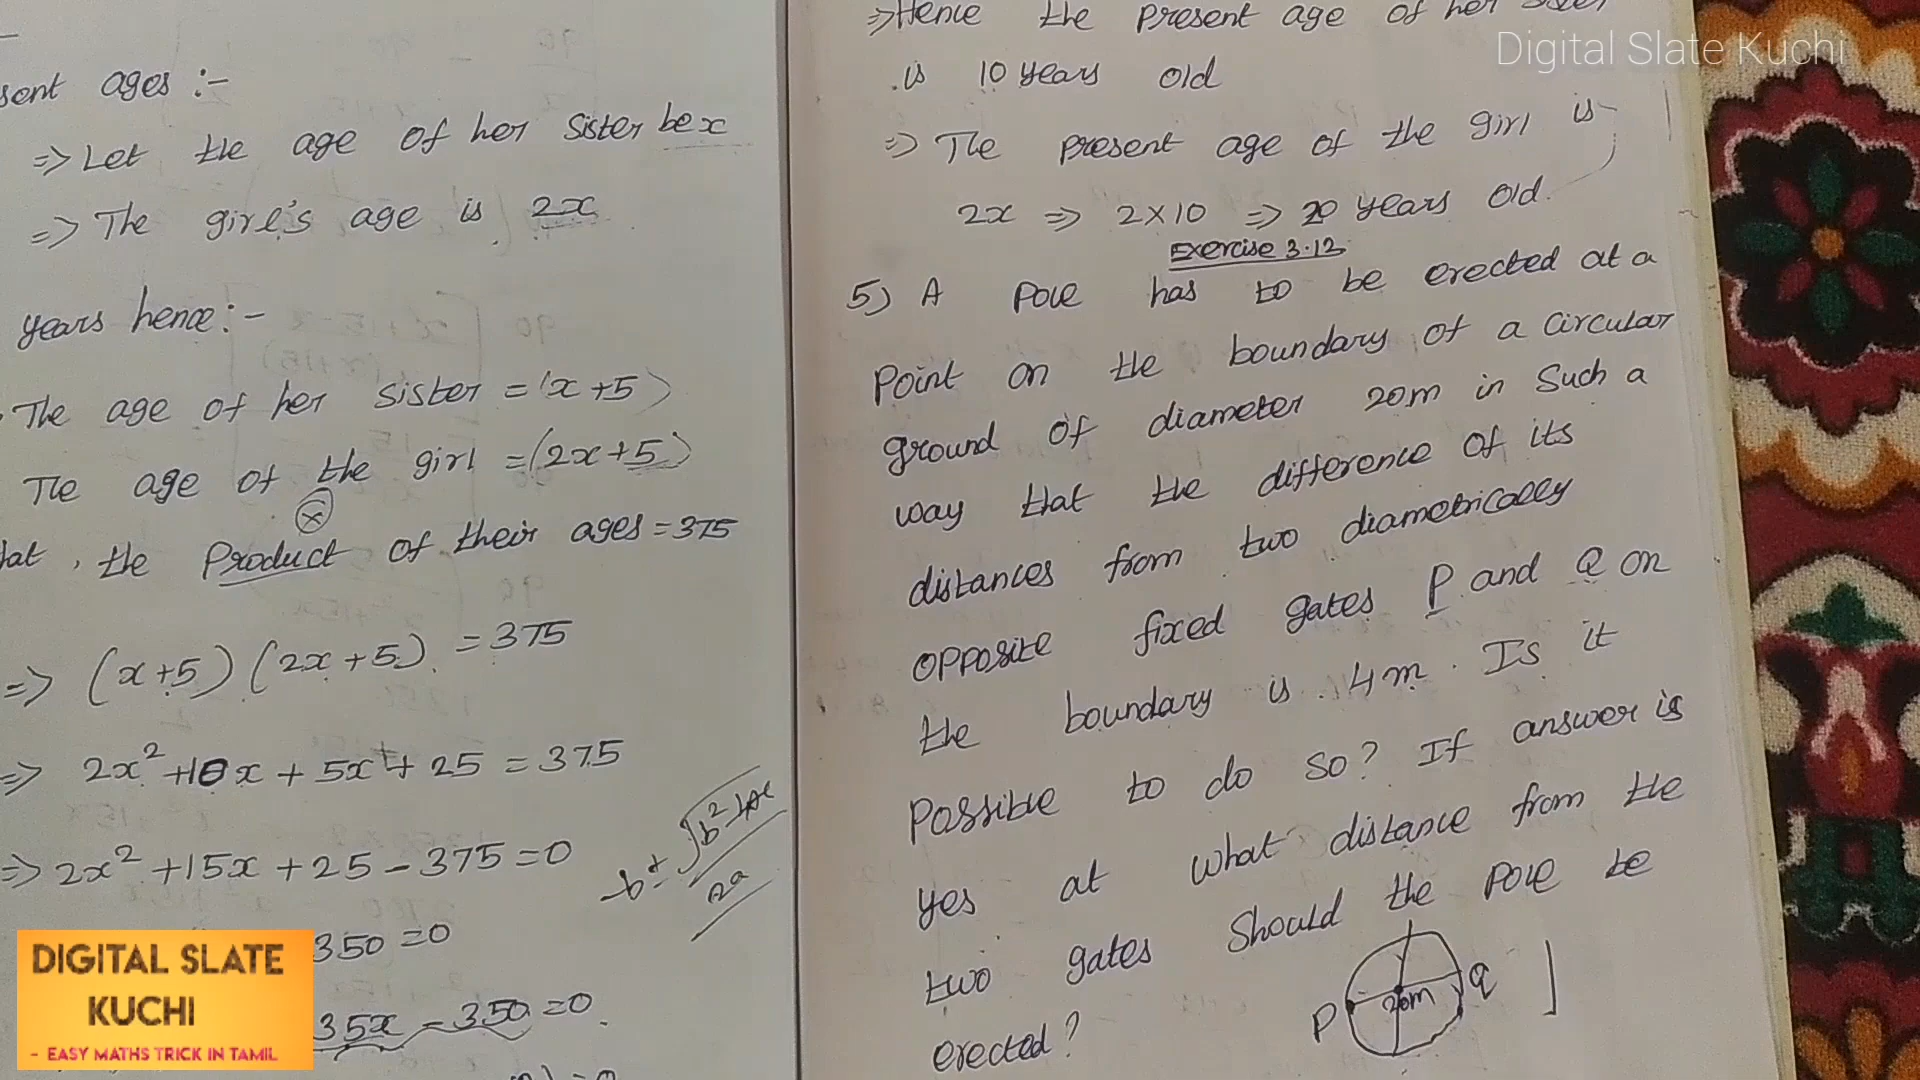 sent ages :-
=> Let the age of her sister be x
=> The girl's age is 2x
years hence :-
The age of her sister = (x+5)
The age of the girl = (2x+5)
(x)
that, the Product of their ages = 375
=> (x+5) (2x+5) = 375
=> 2x² + 10x + 5x + 25 = 375
=> 2x² + 15x + 25 - 375 = 0
350 = 0
35x - 350 = 0
-b ± √b²-4ac
2a
DIGITAL SLATE
KUCHI
- EASY MATHS TRICK IN TAMIL
Digital Slate Kuchi
=> Hence the present age of her sister
is 10 years old
=> The present age of the girl is
2x => 2×10 => 20 years old.
Exercise 3.12
5) A pole has to be erected at a
point on the boundary of a circular
ground of diameter 20m in such a
way that the difference of its
distances from two diametrically
opposite fixed gates P and Q on
the boundary is 4m. Is it
possible to do so? If answer is
yes at what distance from the
two gates should the pole be
erected?
P 20m Q